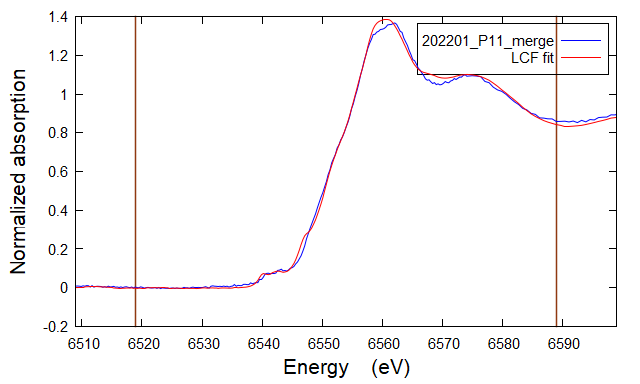 1.4
1.2
1
0.8
0.6
0.4
0.2
0
-0.2
6510 6520 6530 6540 6550 6560 6570 6580 6590
Normalized absorption
Energy (eV)
202201_P11_merge
LCF fit